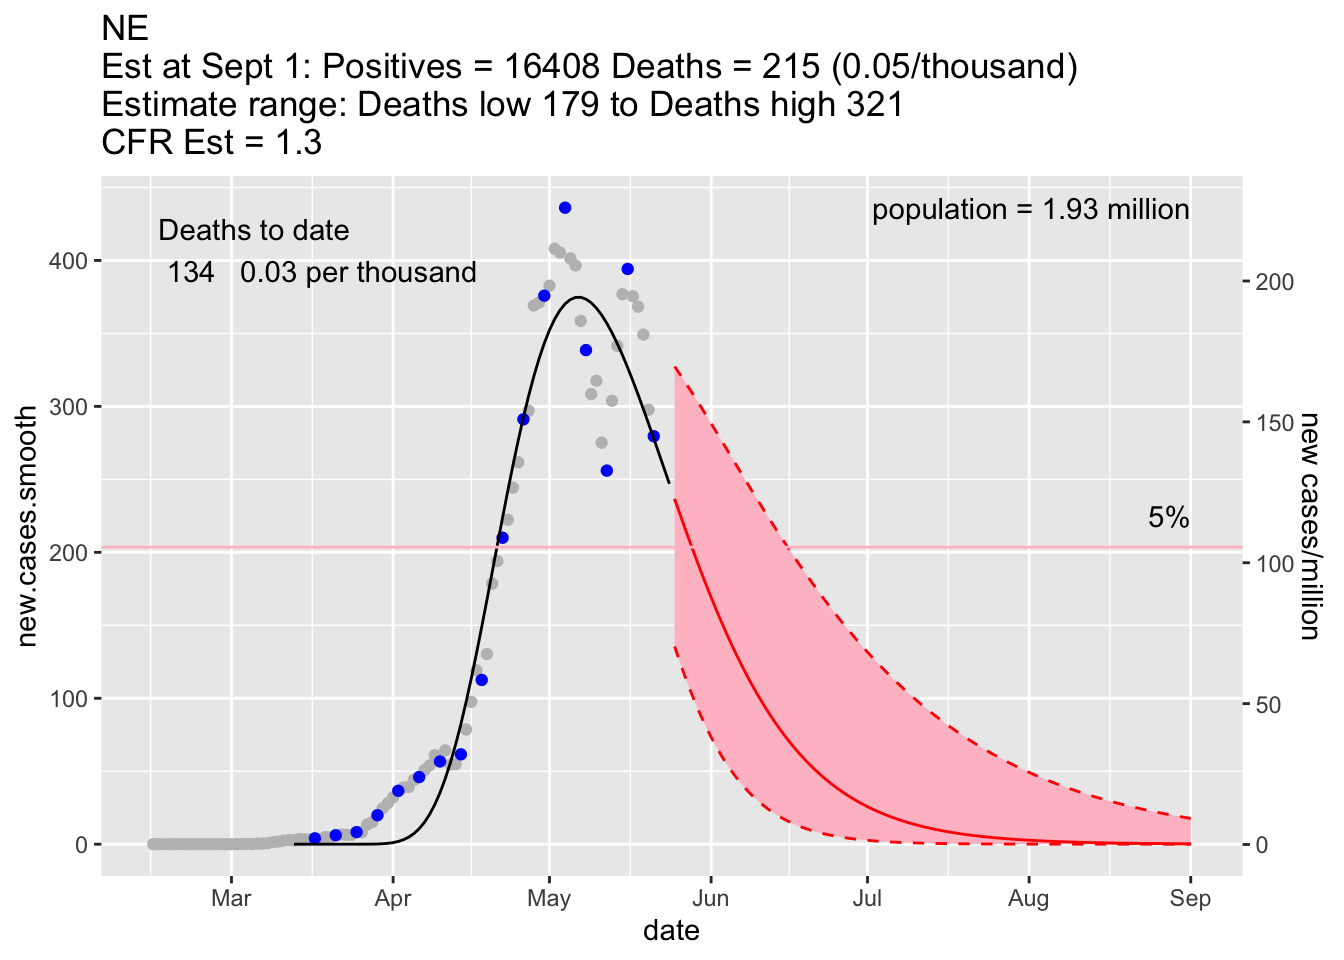 NE
Est at Sept 1: Positives = 16408 Deaths = 215 (0.05/thousand)
Estimate range: Deaths low 179 to Deaths high 321
CFR Est = 1.3
Deaths to date
134   0.03 per thousand
population = 1.93 million
5%
new.cases.smooth
400
300
200
100
0
200
150
100
50
0
new cases/million
Mar Apr May Jun Jul Aug Sep
date